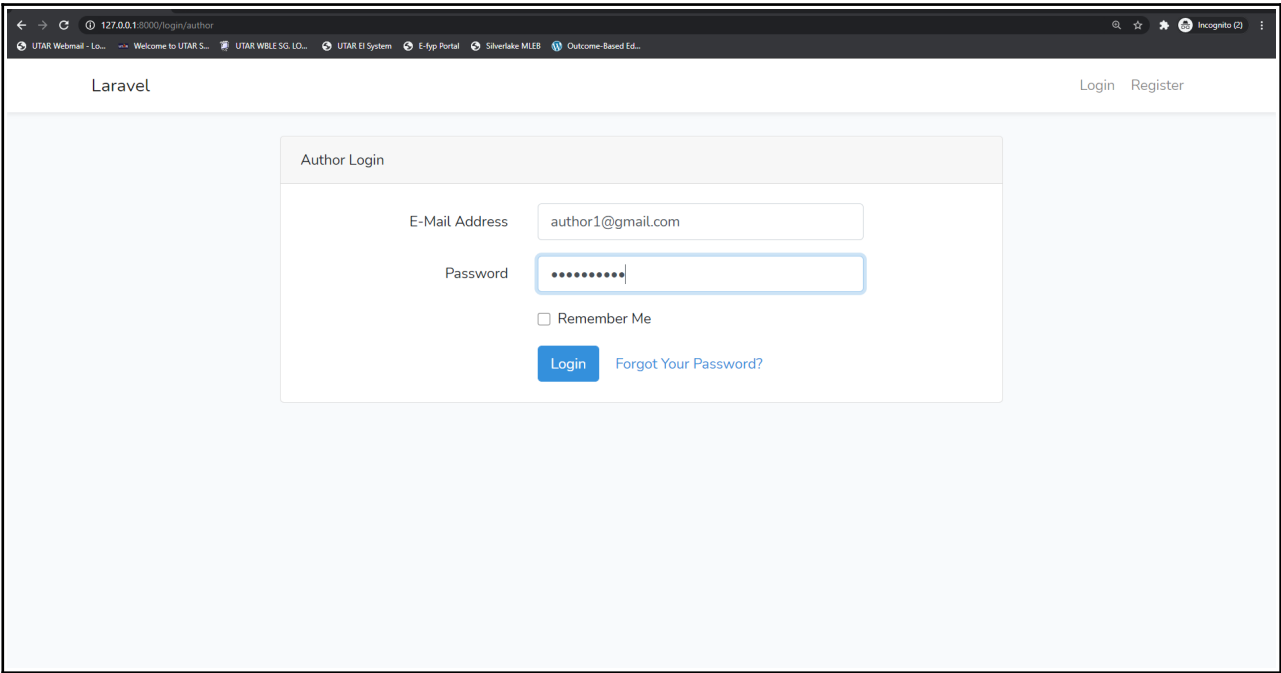 127.0.0.1:8000/login/author
Incognito (2)
UTAR Webmail - Lo... Welcome to UTAR S... UTAR WBLE SG. LO... UTAR EI System E-fyp Portal Silverlake MLEB Outcome-Based Ed...
Laravel Login Register
Author Login
E-Mail Address author1@gmail.com
Password ••••••••••
Remember Me
Login Forgot Your Password?